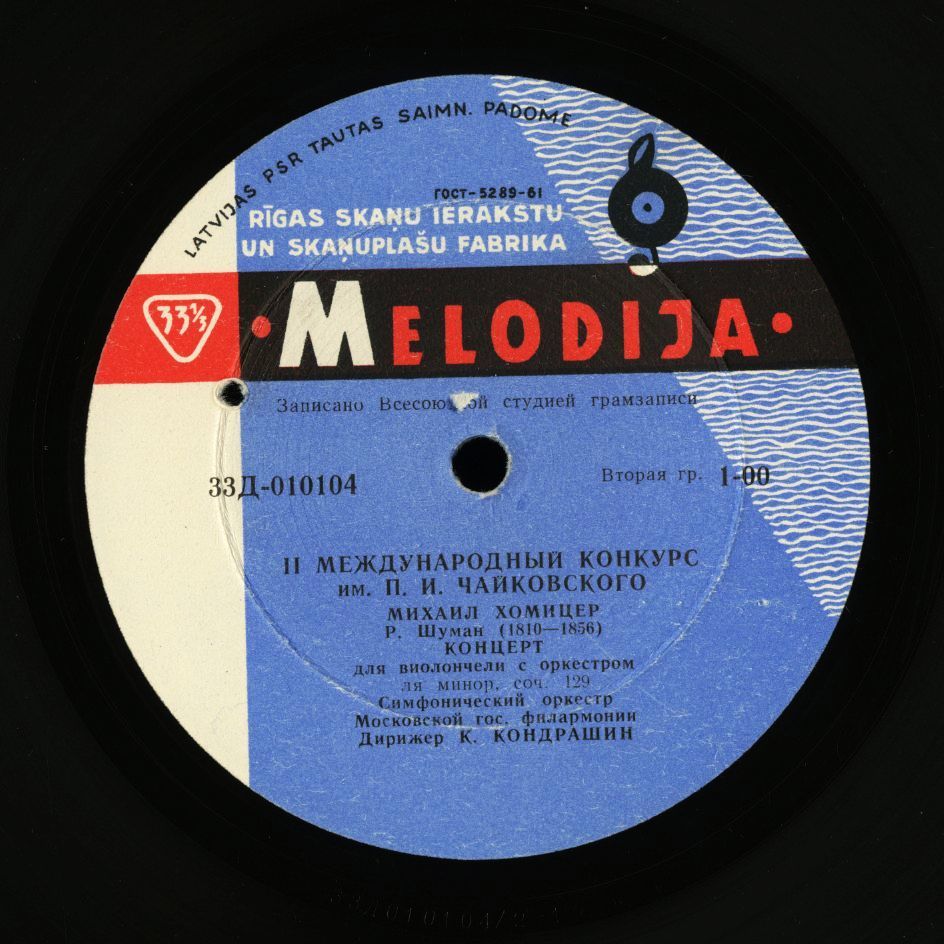 LATVIJAS PSR TAUTAS SAIMN. PADOME
ГОСТ-5289-61
RĪGAS SKAŅU IERAKSTU
UN SKAŅUPLAŠU FABRIKA
33⅓
•MELODIJA•
Записано Всесоюзной студией грамзаписи
33Д-010104
Вторая гр. 1-00
II МЕЖДУНАРОДНЫЙ КОНКУРС
им. П. И. ЧАЙКОВСКОГО
МИХАИЛ ХОМИЦЕР
Р. Шуман (1810—1856)
КОНЦЕРТ
для виолончели с оркестром
ля минор, соч. 129
Симфонический оркестр
Московской гос. филармонии
Дирижер К. КОНДРАШИН